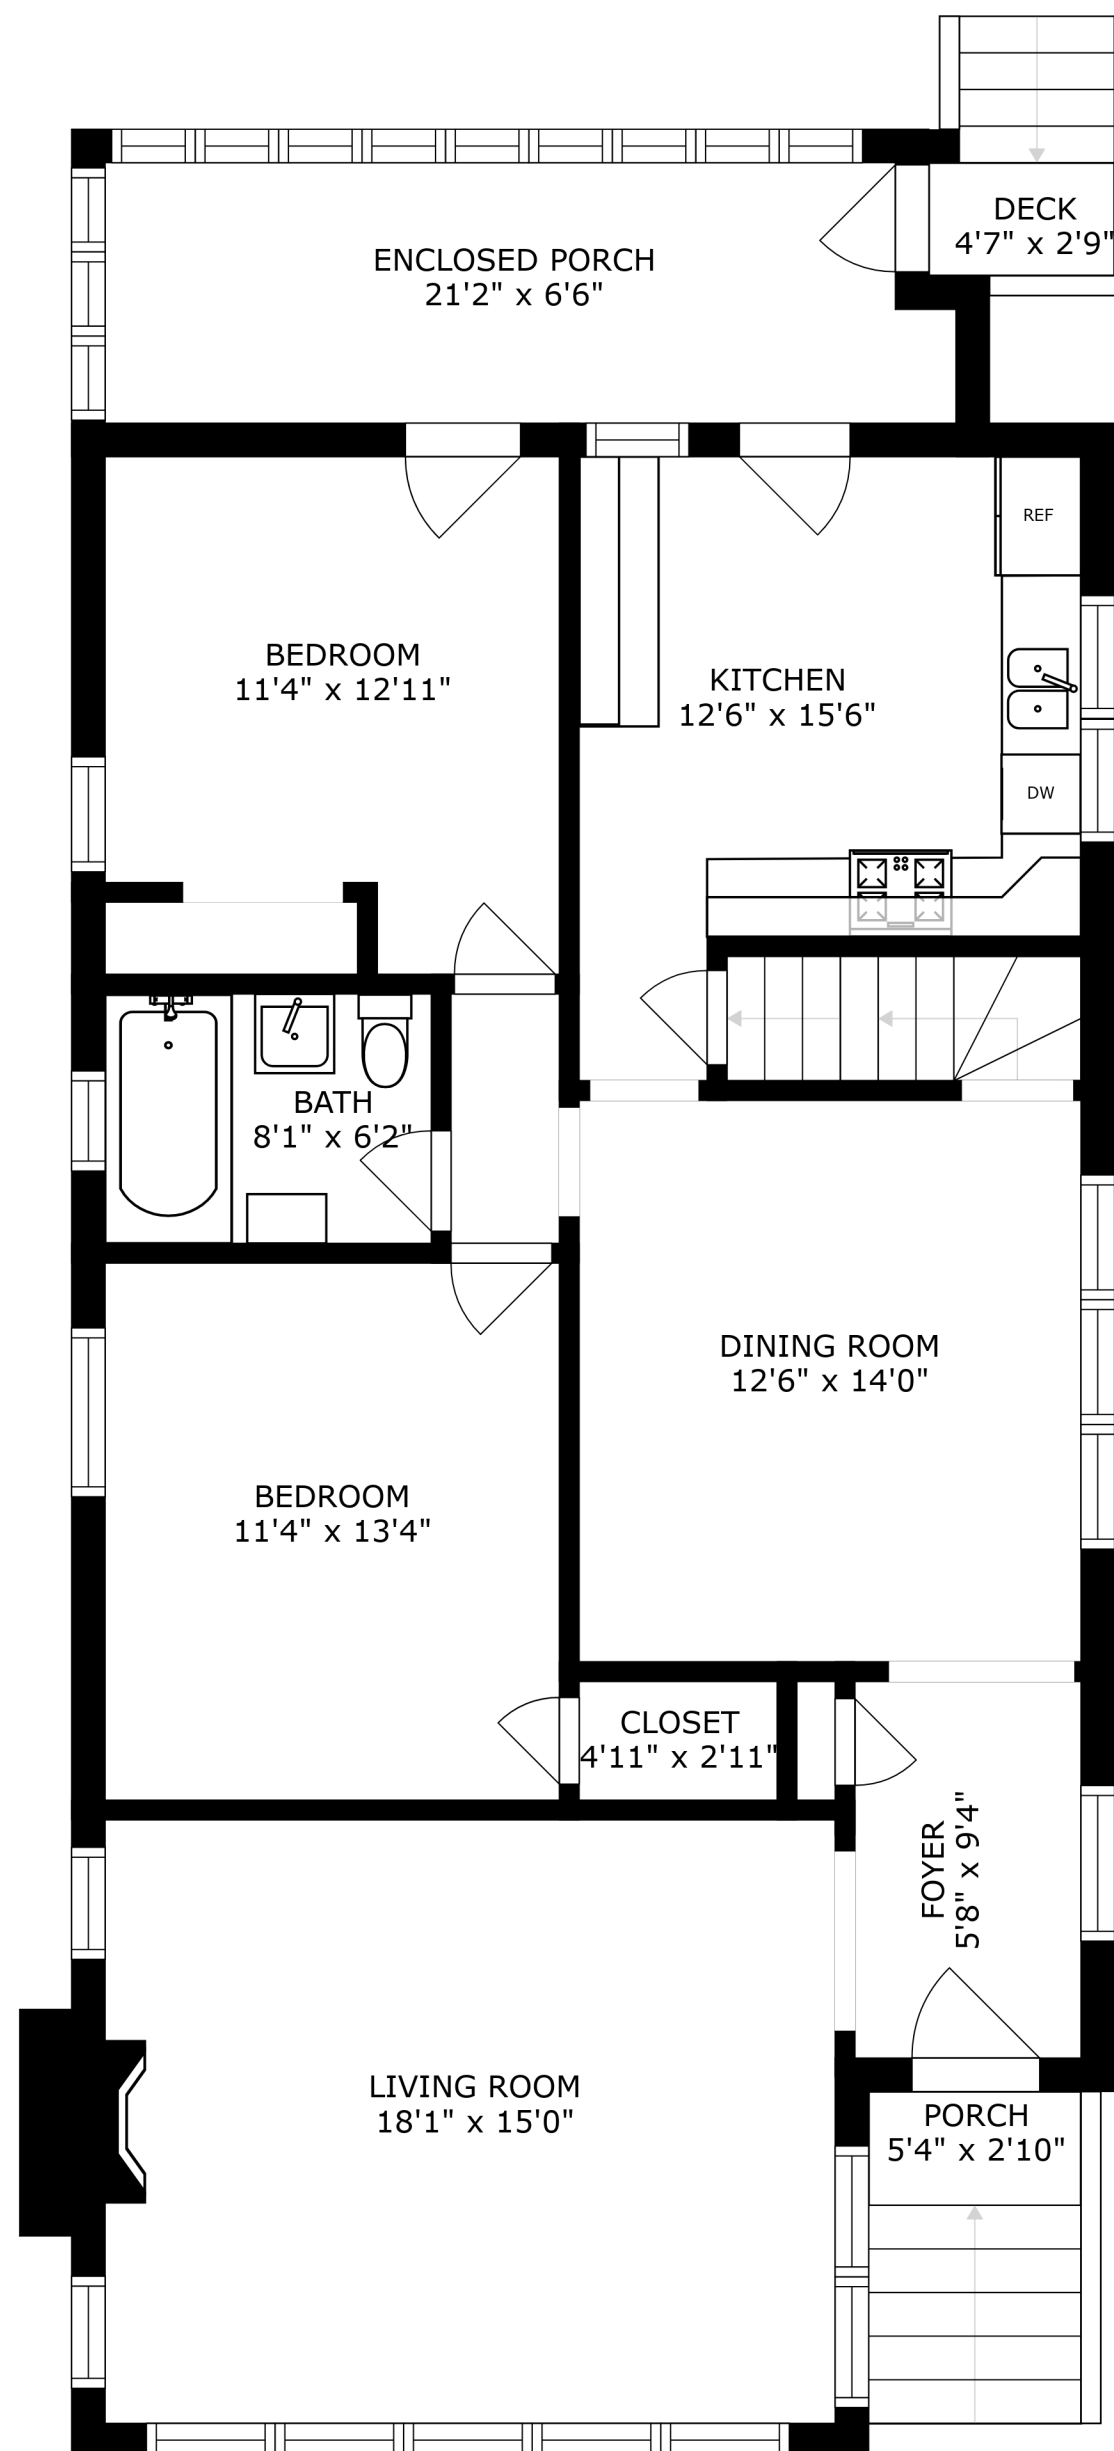 DECK
4'7" x 2'9"
ENCLOSED PORCH
21'2" x 6'6"
REF
BEDROOM
11'4" x 12'11"
KITCHEN
12'6" x 15'6"
DW
BATH
8'1" x 6'2"
DINING ROOM
12'6" x 14'0"
BEDROOM
11'4" x 13'4"
CLOSET
4'11" x 2'11"
FOYER
5'8" x 9'4"
LIVING ROOM
18'1" x 15'0"
PORCH
5'4" x 2'10"